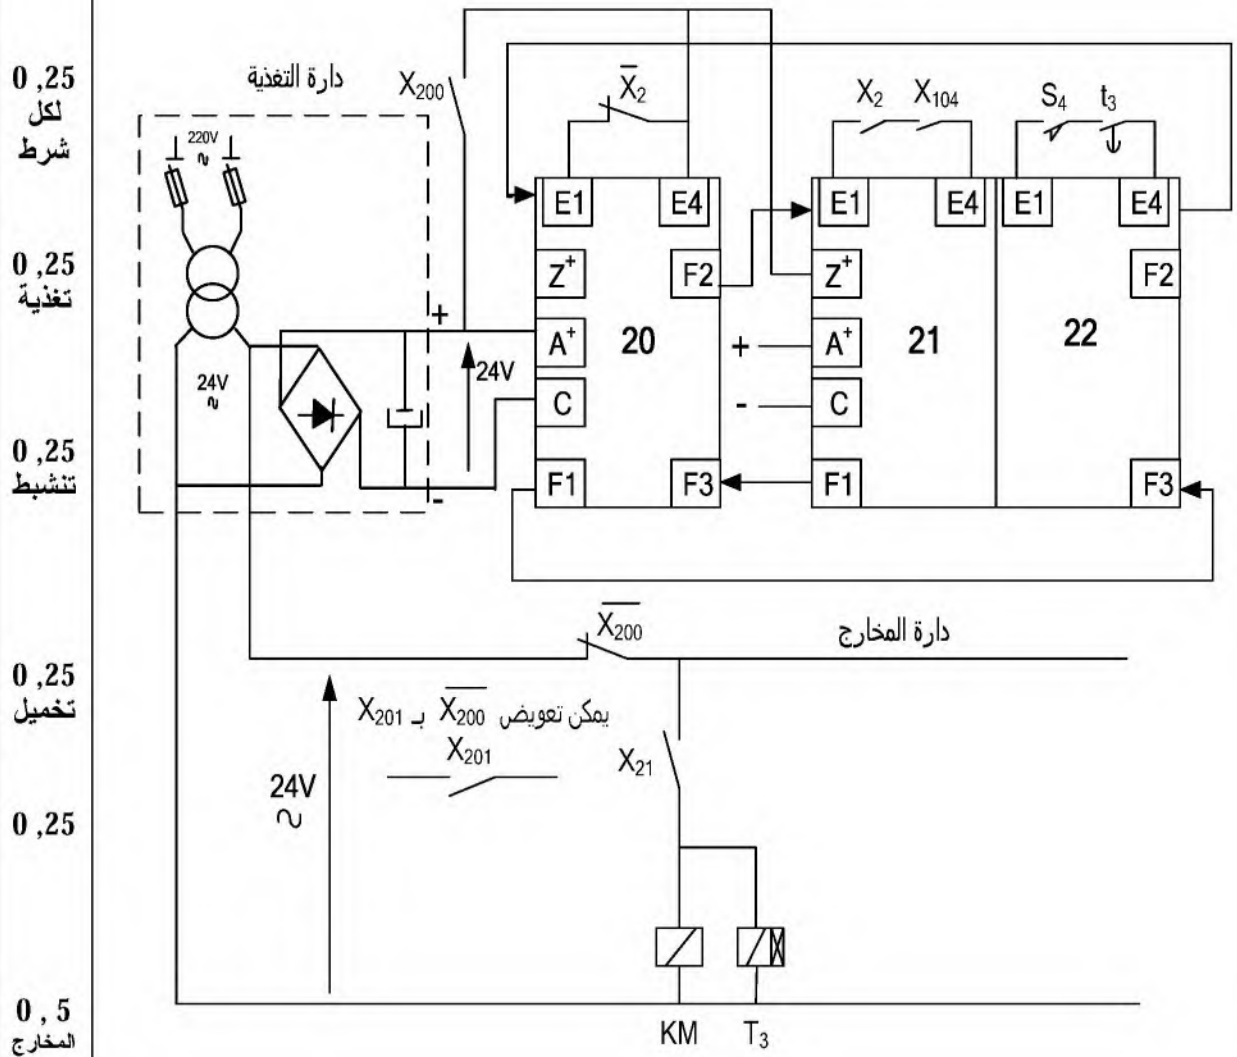 0 ,25
لكل
شرط
0 ,25
تغذية
0 ,25
تنشبط
0 ,25
تخميل
0 ,25
0 , 5
المخارج
دارة التغذية
220V
~
24V
~
+
-
24V
X200
X̅2
E1 E4
Z+ F2
A+ 20
C
F1 F3
X2 X104 S4 t3
E1 E4 E1 E4
Z+ F2
+ A+ 21 22
- C
F1 F3
X̅200
دارة المخارج
يمكن تعويض X̅200 بـ X201
X201
24V
~
X21
KM T3